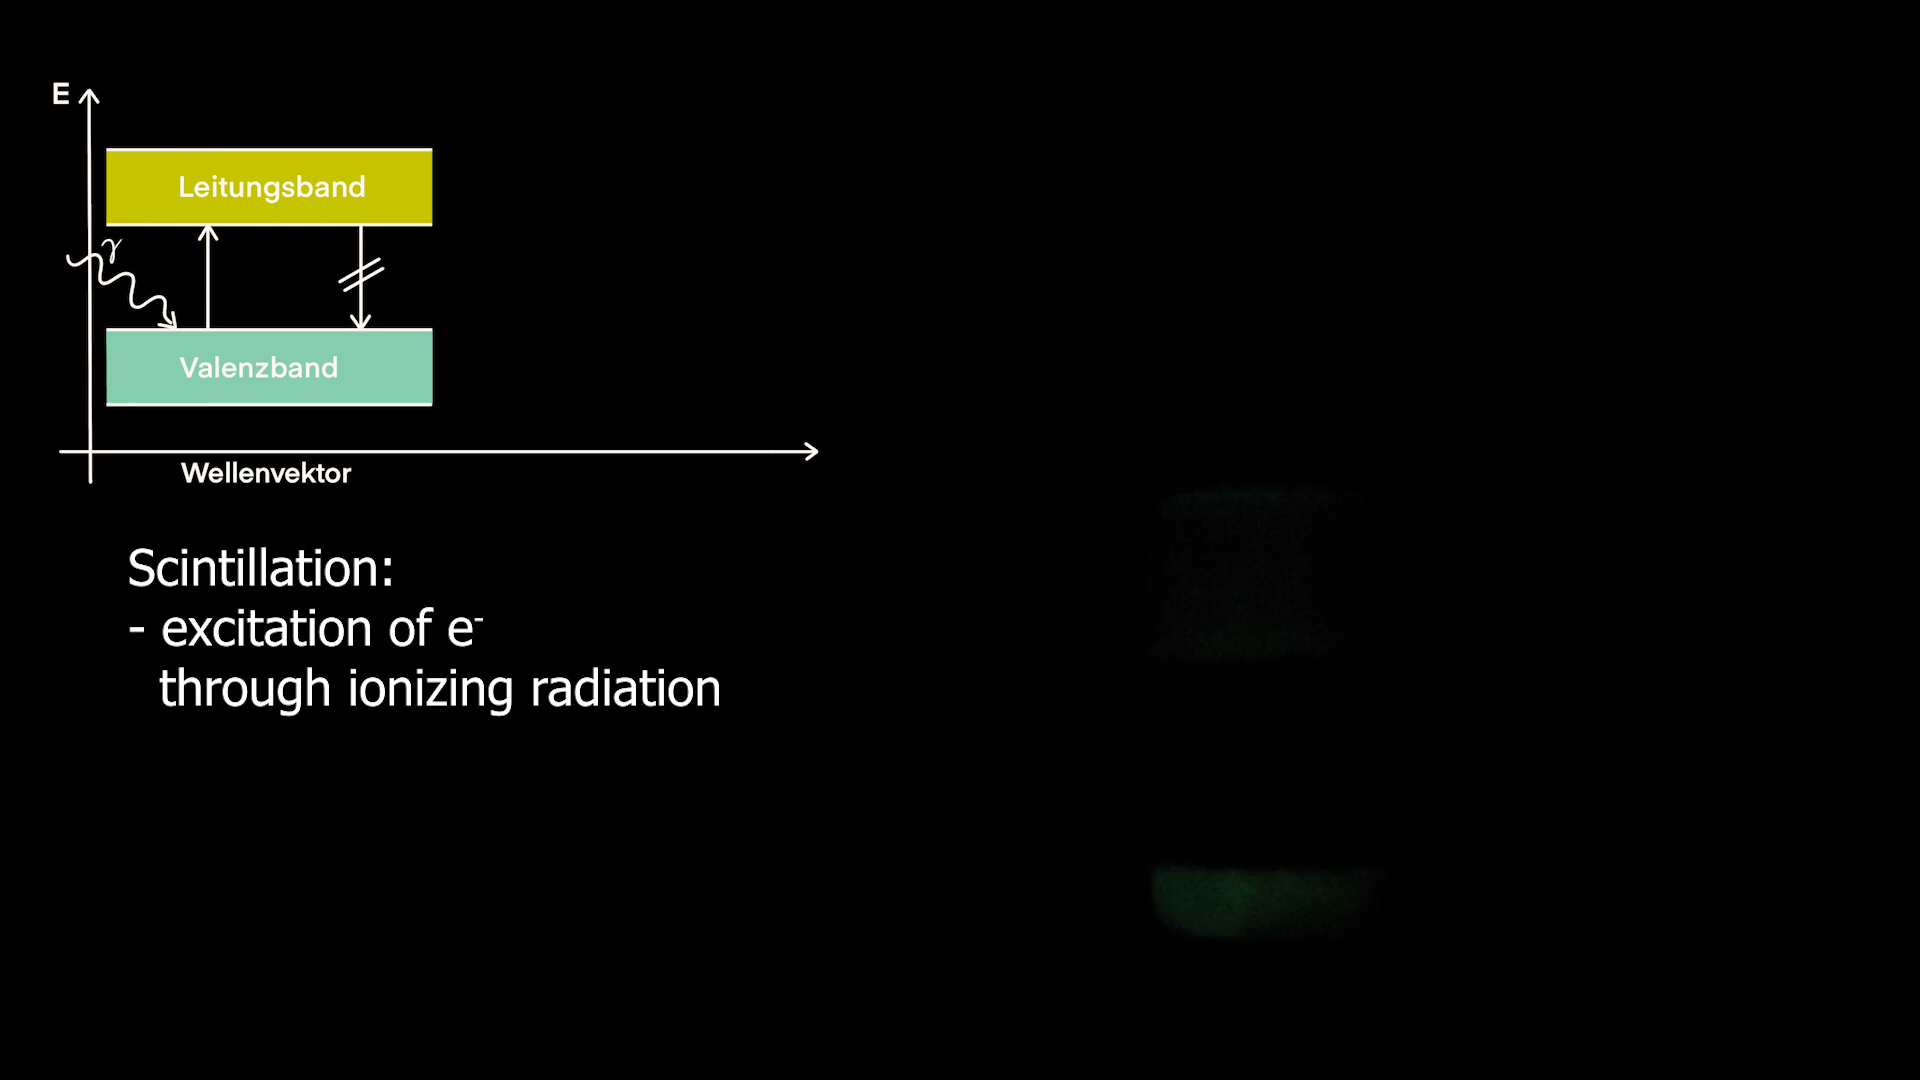 E
Leitungsband
γ
Valenzband
Wellenvektor
Scintillation:
- excitation of e⁻
through ionizing radiation